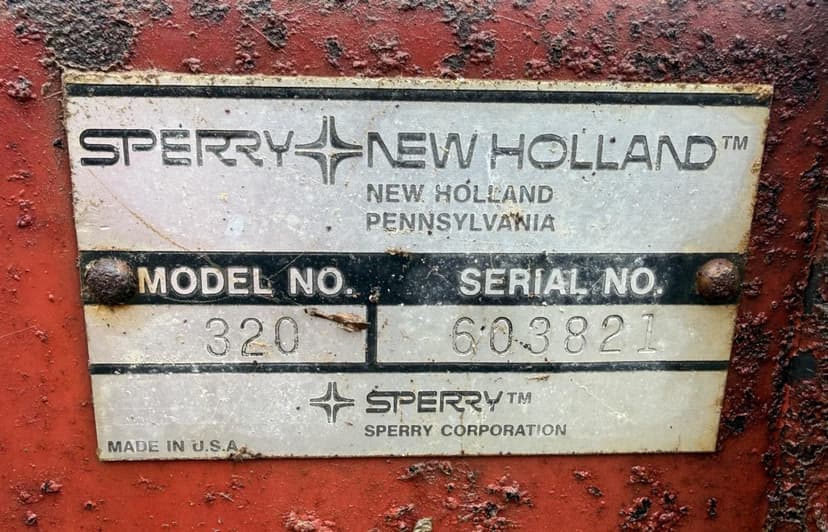 SPERRY NEW HOLLAND™
NEW HOLLAND
PENNSYLVANIA
MODEL NO. SERIAL NO.
320 603821
SPERRY™
SPERRY CORPORATION
MADE IN U.S.A.